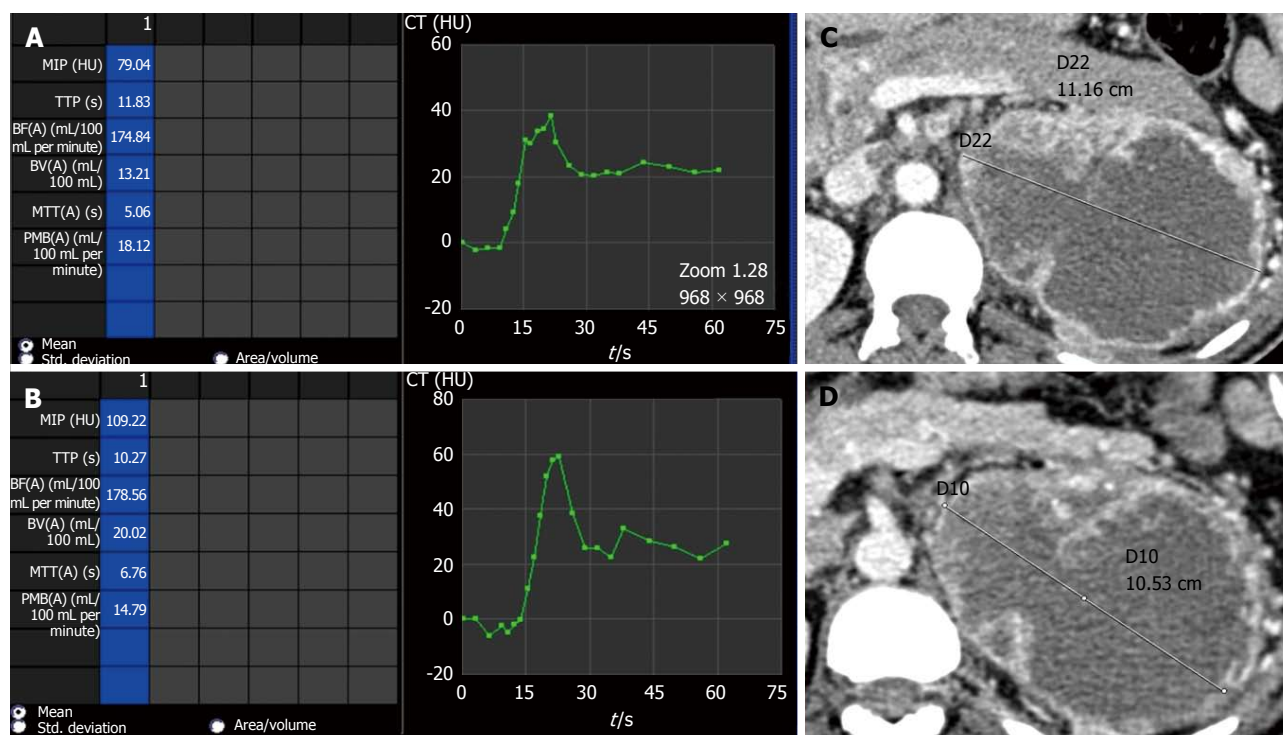 A
1
MIP (HU) 79.04
TTP (s) 11.83
BF(A) (mL/100
mL per minute) 174.84
BV(A) (mL/
100 mL) 13.21
MTT(A) (s) 5.06
PMB(A) (mL/
100 mL per
minute) 18.12
Mean
Std. deviation
Area/volume
CT (HU)
60
40
20
0
-20
0 15 30 45 60 75
t/s
Zoom 1.28
968 × 968
C
D22
11.16 cm
D22
B
1
MIP (HU) 109.22
TTP (s) 10.27
BF(A) (mL/100
mL per minute) 178.56
BV(A) (mL/
100 mL) 20.02
MTT(A) (s) 6.76
PMB(A) (mL/
100 mL per
minute) 14.79
Mean
Std. deviation
Area/volume
CT (HU)
80
60
40
20
0
-20
0 15 30 45 60 75
t/s
D
D10
D10
10.53 cm